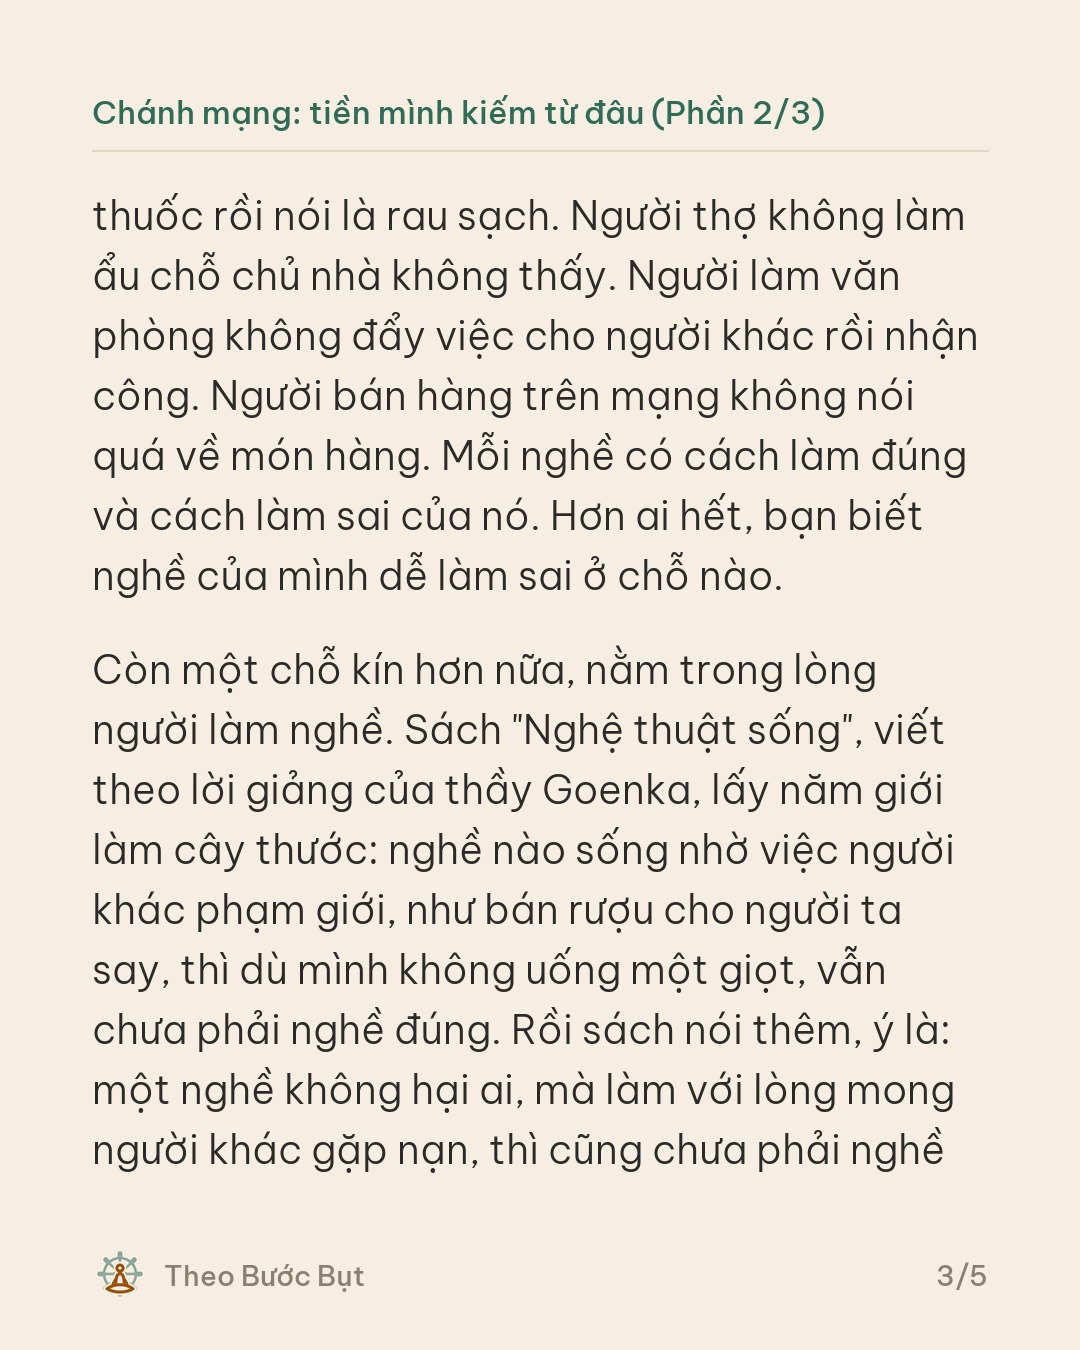 Chánh mạng: tiền mình kiếm từ đâu (Phần 2/3)
thuốc rồi nói là rau sạch. Người thợ không làm
ẩu chỗ chủ nhà không thấy. Người làm văn
phòng không đẩy việc cho người khác rồi nhận
công. Người bán hàng trên mạng không nói
quá về món hàng. Mỗi nghề có cách làm đúng
và cách làm sai của nó. Hơn ai hết, bạn biết
nghề của mình dễ làm sai ở chỗ nào.
Còn một chỗ kín hơn nữa, nằm trong lòng
người làm nghề. Sách "Nghệ thuật sống", viết
theo lời giảng của thầy Goenka, lấy năm giới
làm cây thước: nghề nào sống nhờ việc người
khác phạm giới, như bán rượu cho người ta
say, thì dù mình không uống một giọt, vẫn
chưa phải nghề đúng. Rồi sách nói thêm, ý là:
một nghề không hại ai, mà làm với lòng mong
người khác gặp nạn, thì cũng chưa phải nghề
Theo Bước Bụt
3/5